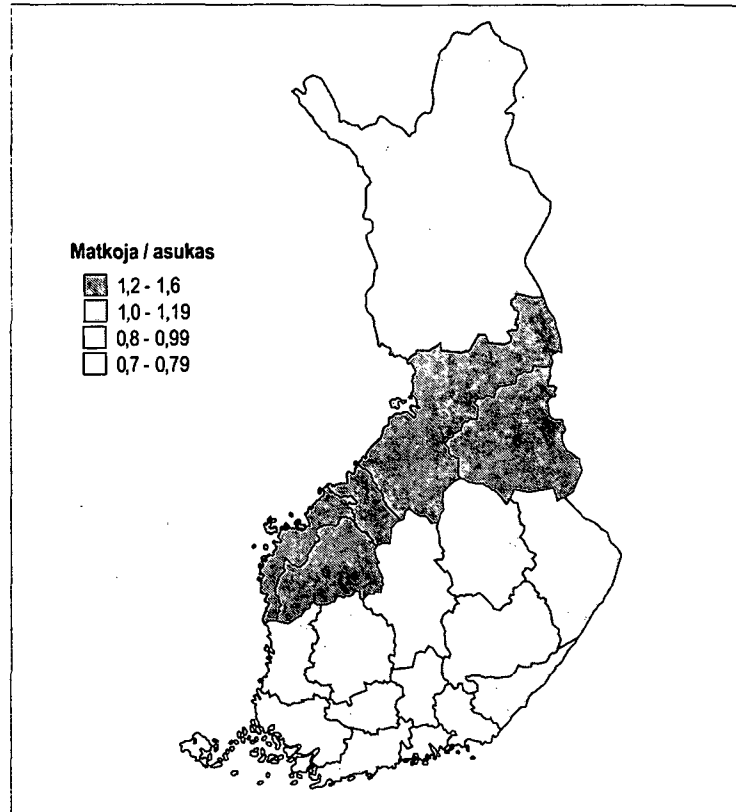 Matkoja / asukas
1,2 - 1,6
1,0 - 1,19
0,8 - 0,99
0,7 - 0,79